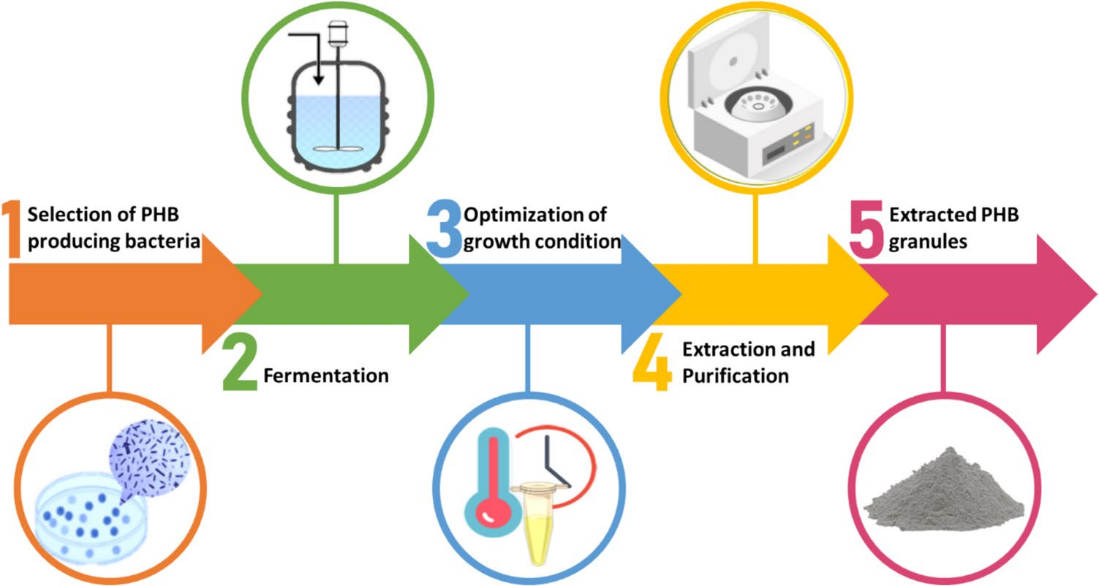 1 Selection of PHB
producing bacteria
2 Fermentation
3 Optimization of
growth condition
4 Extraction and
Purification
5 Extracted PHB
granules